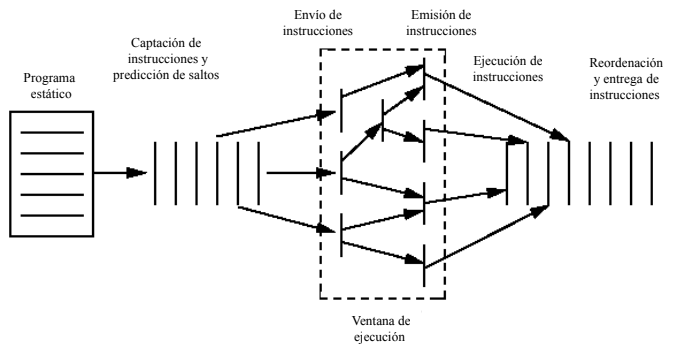 Programa
estático
Captación de
instrucciones y
predicción de saltos
Envío de
instrucciones
Emisión de
instrucciones
Ejecución de
instrucciones
Reordenación
y entrega de
instrucciones
Ventana de
ejecución